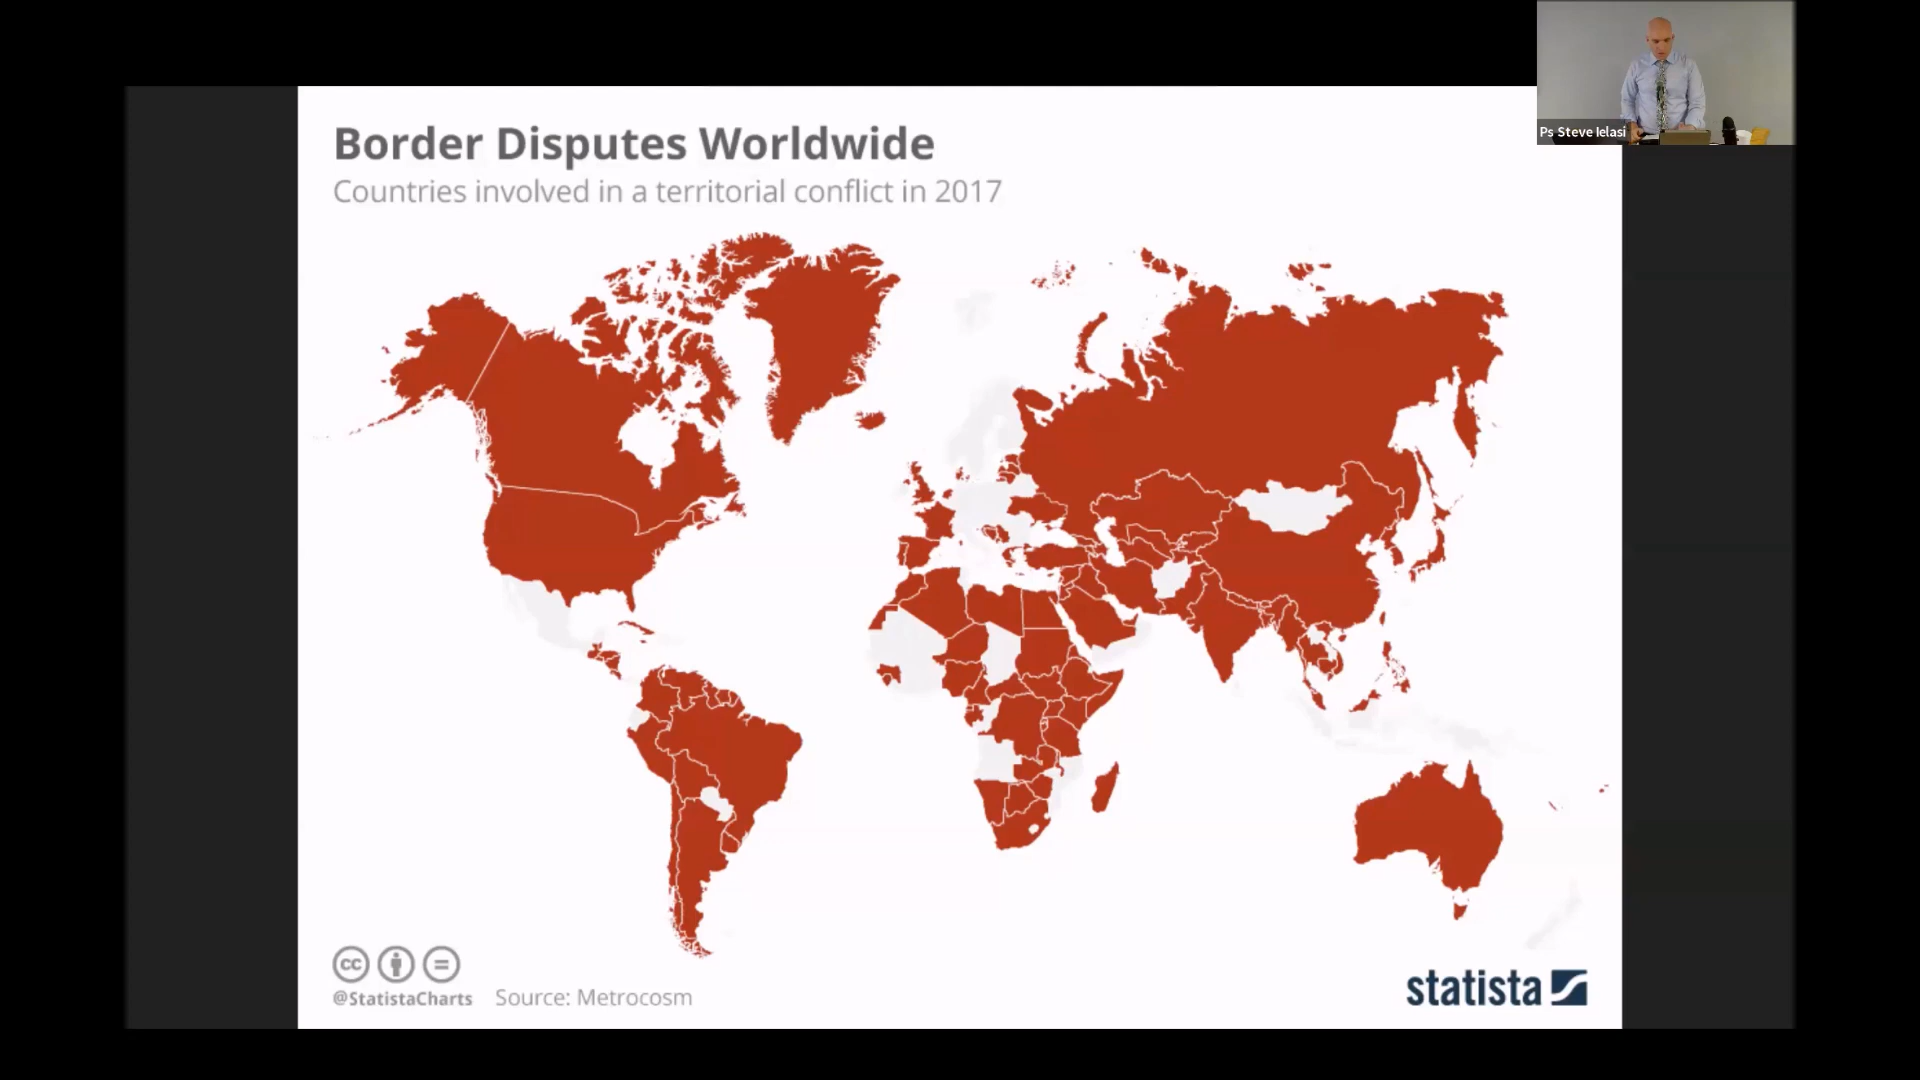 Ps Steve Ielasi
Border Disputes Worldwide
Countries involved in a territorial conflict in 2017
@StatistaCharts Source: Metrocosm
statista